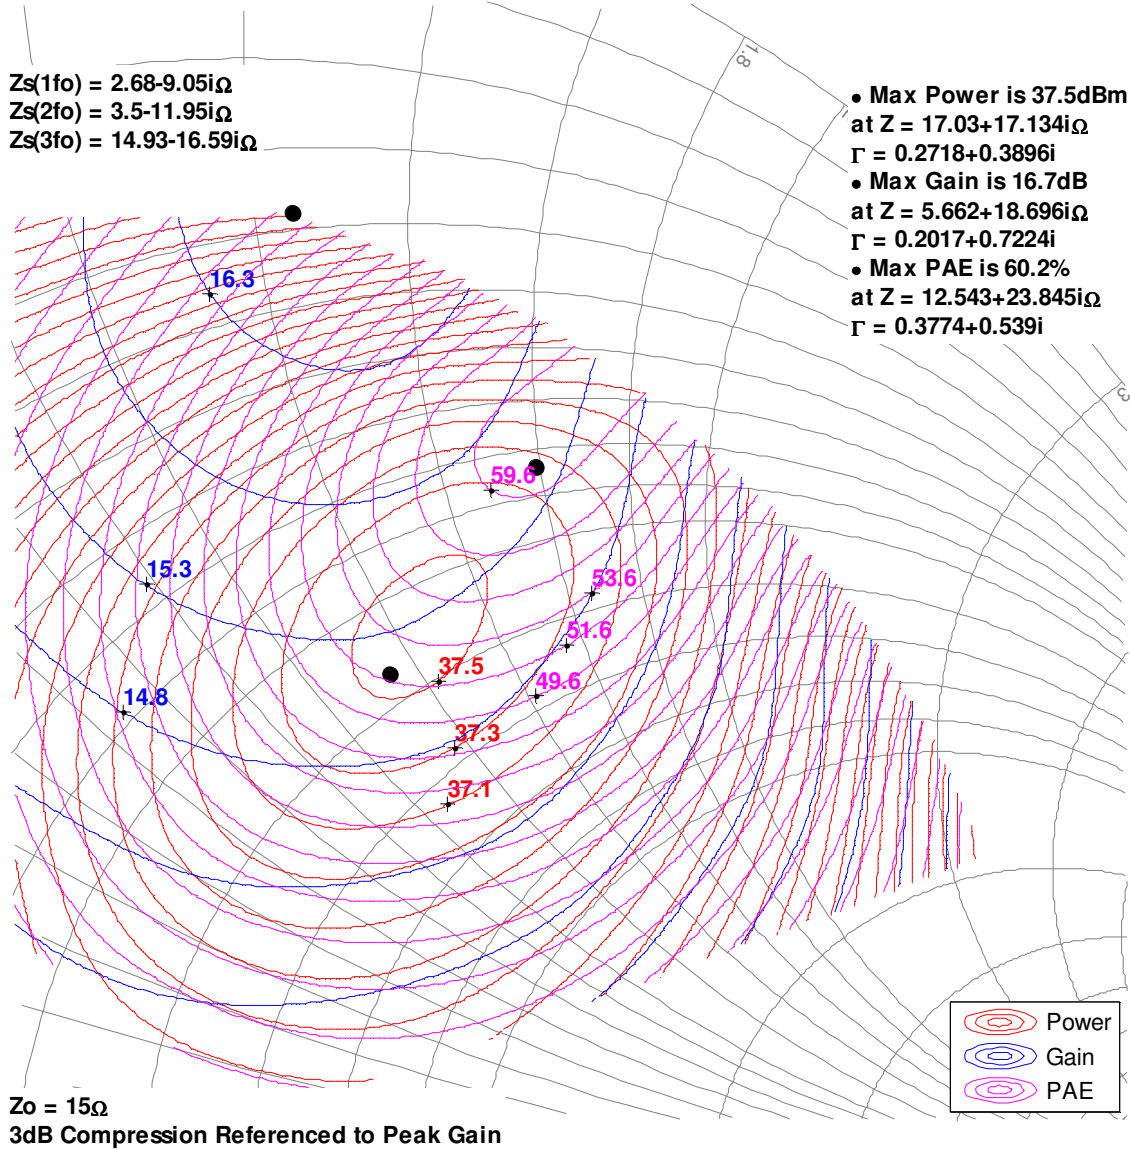 1.8
Zs(1fo) = 2.68-9.05iΩ
Zs(2fo) = 3.5-11.95iΩ
Zs(3fo) = 14.93-16.59iΩ
• Max Power is 37.5dBm
at Z = 17.03+17.134iΩ
Γ = 0.2718+0.3896i
• Max Gain is 16.7dB
at Z = 5.662+18.696iΩ
Γ = 0.2017+0.7224i
• Max PAE is 60.2%
at Z = 12.543+23.845iΩ
Γ = 0.3774+0.539i
3
16.3
59.6
15.3
53.6
51.6
37.5
49.6
14.8
37.3
37.1
Power
Gain
PAE
Zo = 15Ω
3dB Compression Referenced to Peak Gain